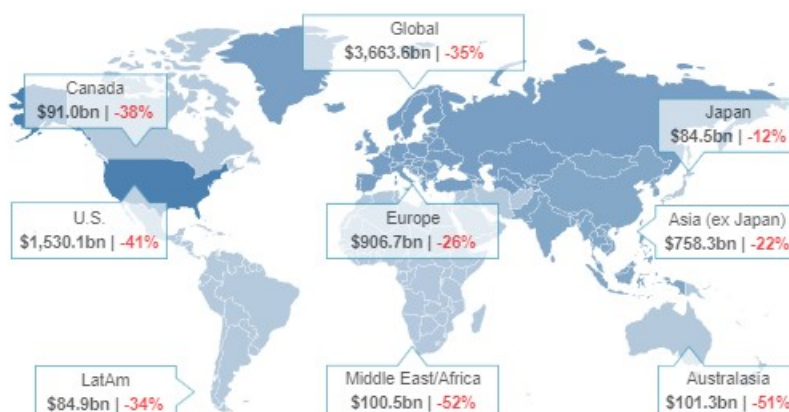 Global
$3,663.6bn | -35%
Canada
$91.0bn | -38%
Japan
$84.5bn | -12%
U.S.
$1,530.1bn | -41%
Europe
$906.7bn | -26%
Asia (ex Japan)
$758.3bn | -22%
LatAm
$84.9bn | -34%
Middle East/Africa
$100.5bn | -52%
Australasia
$101.3bn | -51%